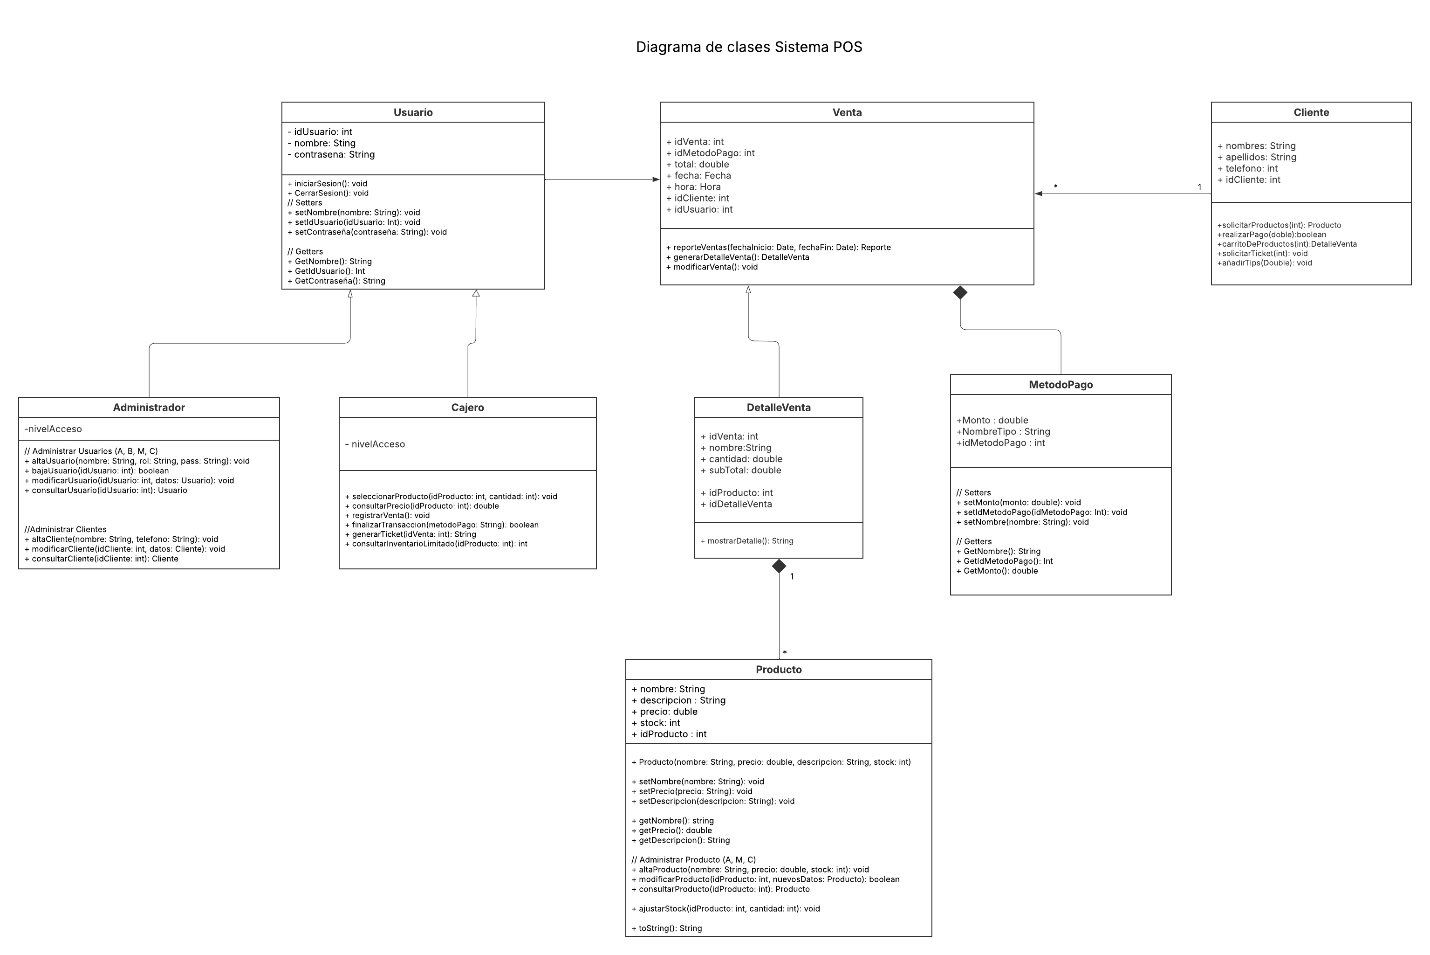 Diagrama de clases Sistema POS
Usuario
- idUsuario: int
- nombre: Sting
- contrasena: String
+ iniciarSesion(): void
+ CerrarSesion(): void
// Setters
+ setNombre(nombre: String): void
+ setIdUsuario(idUsuario: Int): void
+ setContraseña(contraseña: String): void
// Getters
+ GetNombre(): String
+ GetIdUsuario(): Int
+ GetContraseña(): String
Venta
+ idVenta: int
+ idMetodoPago: int
+ total: double
+ fecha: Fecha
+ hora: Hora
+ idCliente: int
+ idUsuario: int
+ reporteVentas(fechaInicio: Date, fechaFin: Date): Reporte
+ generarDetalleVenta(): DetalleVenta
+ modificarVenta(): void
* 1
Cliente
+ nombres: String
+ apellidos: String
+ telefono: int
+ idCliente: int
+solicitarProductos(int): Producto
+realizarPago(doble):boolean
+carritoDeProductos(int):DetalleVenta
+solicitarTicket(int): void
+añadirTips(Double): void
Administrador
-nivelAcceso
// Administrar Usuarios (A, B, M, C)
+ altaUsuario(nombre: String, rol: String, pass: String): void
+ bajaUsuario(idUsuario: int): boolean
+ modificarUsuario(idUsuario: int, datos: Usuario): void
+ consultarUsuario(idUsuario: int): Usuario
//Administrar Clientes
+ altaCliente(nombre: String, telefono: String): void
+ modificarCliente(idCliente: int, datos: Cliente): void
+ consultarCliente(idCliente: int): Cliente
Cajero
- nivelAcceso
+ seleccionarProducto(idProducto: int, cantidad: int): void
+ consultarPrecio(idProducto: int): double
+ registrarVenta(): void
+ finalizarTransaccion(metodoPago: String): boolean
+ generarTicket(idVenta: int): String
+ consultarInventarioLimitado(idProducto: int): int
DetalleVenta
+ idVenta: int
+ nombre:String
+ cantidad: double
+ subTotal: double
+ idProducto: int
+ idDetalleVenta
+ mostrarDetalle(): String
MetodoPago
+Monto : double
+NombreTipo : String
+idMetodoPago : int
// Setters
+ setMonto(monto: double): void
+ setIdMetodoPago(idMetodoPago: Int): void
+ setNombre(nombre: String): void
// Getters
+ GetNombre(): String
+ GetIdMetodoPago(): Int
+ GetMonto(): double
1
*
Producto
+ nombre: String
+ descripcion : String
+ precio: duble
+ stock: int
+ idProducto : int
+ Producto(nombre: String, precio: double, descripcion: String, stock: int)
+ setNombre(nombre: String): void
+ setPrecio(precio: String): void
+ setDescripcion(descripcion: String): void
+ getNombre(): string
+ getPrecio(): double
+ getDescripcion(): String
// Administrar Producto (A, M, C)
+ altaProducto(nombre: String, precio: double, stock: int): void
+ modificarProducto(idProducto: int, nuevosDatos: Producto): boolean
+ consultarProducto(idProducto: int): Producto
+ ajustarStock(idProducto: int, cantidad: int): void
+ toString(): String